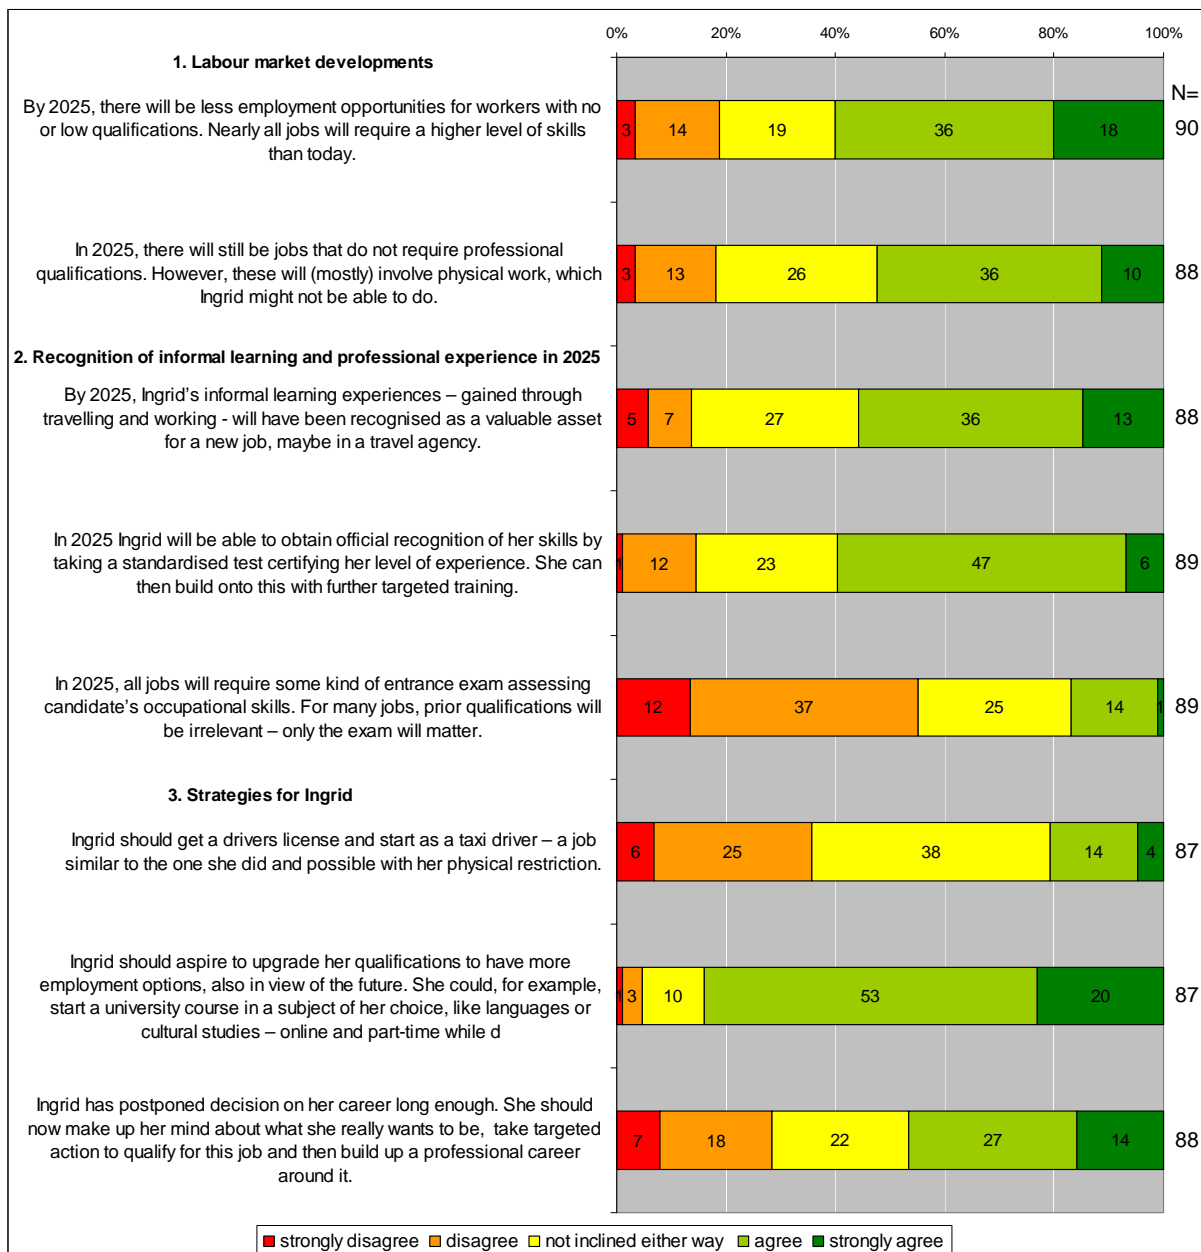 0% 20% 40% 60% 80% 100%
1. Labour market developments
N=
By 2025, there will be less employment opportunities for workers with no
or low qualifications. Nearly all jobs will require a higher level of skills
than today.
3 14 19 36 18 90
In 2025, there will still be jobs that do not require professional
qualifications. However, these will (mostly) involve physical work, which
Ingrid might not be able to do.
3 13 26 36 10 88
2. Recognition of informal learning and professional experience in 2025
By 2025, Ingrid’s informal learning experiences – gained through
travelling and working - will have been recognised as a valuable asset
for a new job, maybe in a travel agency.
5 7 27 36 13 88
In 2025 Ingrid will be able to obtain official recognition of her skills by
taking a standardised test certifying her level of experience. She can
then build onto this with further targeted training.
1 12 23 47 6 89
In 2025, all jobs will require some kind of entrance exam assessing
candidate’s occupational skills. For many jobs, prior qualifications will
be irrelevant – only the exam will matter.
12 37 25 14 1 89
3. Strategies for Ingrid
Ingrid should get a drivers license and start as a taxi driver – a job
similar to the one she did and possible with her physical restriction.
6 25 38 14 4 87
Ingrid should aspire to upgrade her qualifications to have more
employment options, also in view of the future. She could, for example,
start a university course in a subject of her choice, like languages or
cultural studies – online and part-time while d
1 3 10 53 20 87
Ingrid has postponed decision on her career long enough. She should
now make up her mind about what she really wants to be, take targeted
action to qualify for this job and then build up a professional career
around it.
7 18 22 27 14 88
strongly disagree disagree not inclined either way agree strongly agree